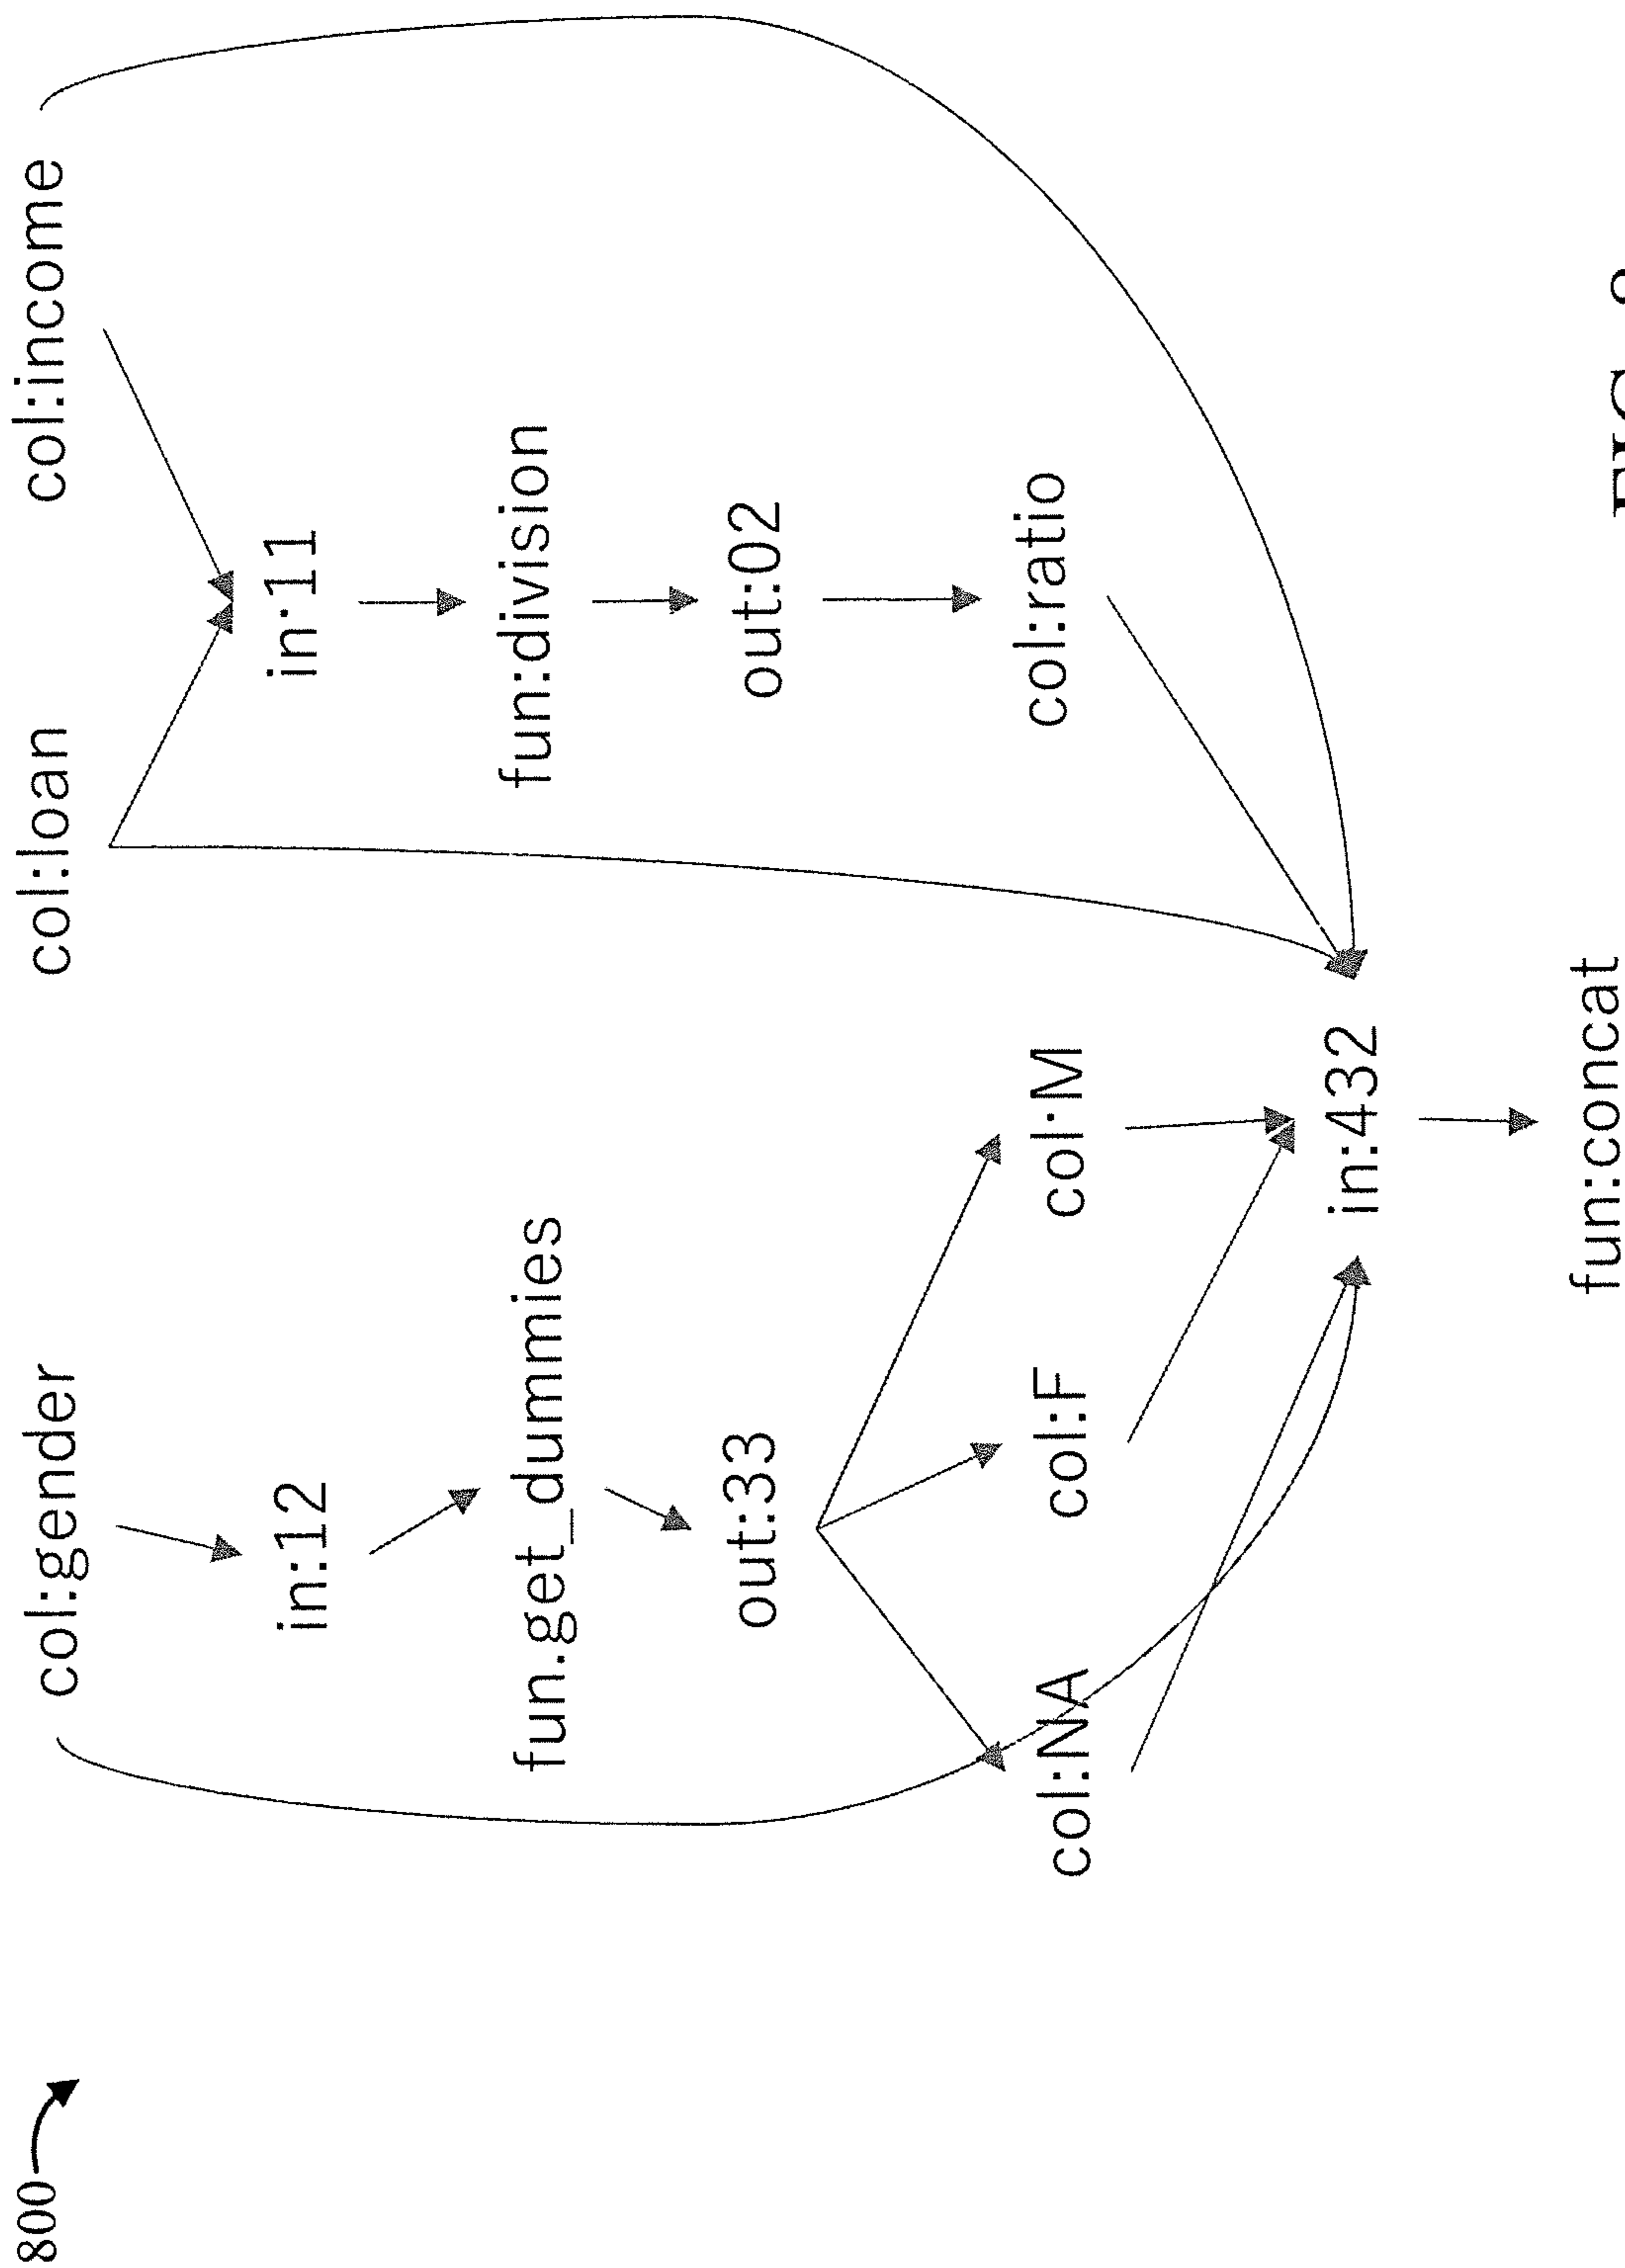 800
col:gender
col:loan
col:income
in:12
in:11
fun.get_dummies
fun:division
out:33
out:02
col:NA
col:F
col:M
col:ratio
in:432
fun:concat